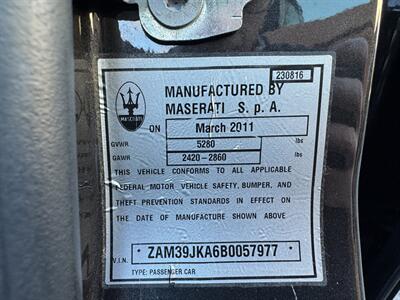 230816
MANUFACTURED BY
MASERATI S. p. A.
MASERATI
ON March 2011
GVWR 5280 lbs
GAWR 2420-2860 lbs
THIS VEHICLE CONFORMS TO ALL APPLICABLE
FEDERAL MOTOR VEHICLE SAFETY, BUMPER, AND
THEFT PREVENTION STANDARDS IN EFFECT ON
THE DATE OF MANUFACTURE SHOWN ABOVE
V.I.N. ZAM39JKA6B0057977
TYPE: PASSENGER CAR